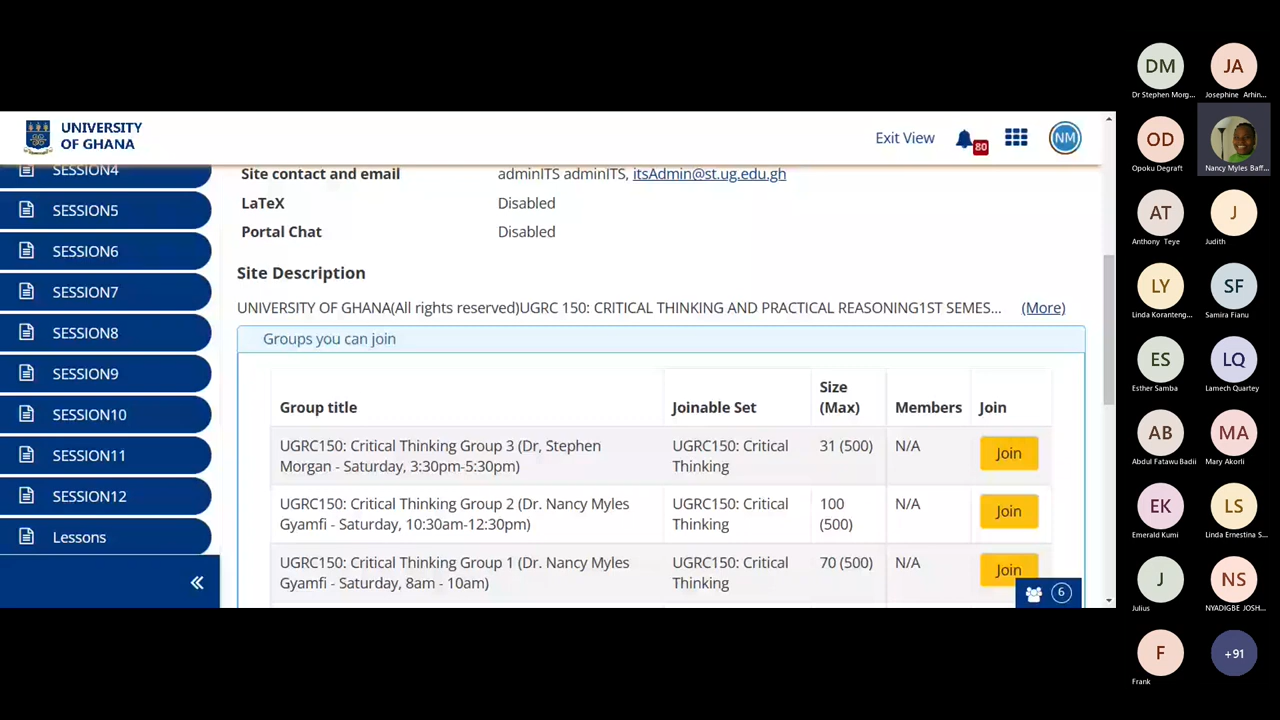 UNIVERSITY
OF GHANA
Exit View
80
NM
SESSION4
SESSION5
SESSION6
SESSION7
SESSION8
SESSION9
SESSION10
SESSION11
SESSION12
Lessons
Site contact and email adminITS adminITS, itsAdmin@st.ug.edu.gh
LaTeX Disabled
Portal Chat Disabled
Site Description
UNIVERSITY OF GHANA(All rights reserved)UGRC 150: CRITICAL THINKING AND PRACTICAL REASONING1ST SEMES... (More)
Groups you can join
Group title Joinable Set Size (Max) Members Join
UGRC150: Critical Thinking Group 3 (Dr, Stephen
Morgan - Saturday, 3:30pm-5:30pm)
UGRC150: Critical
Thinking
31 (500)
N/A
Join
UGRC150: Critical Thinking Group 2 (Dr. Nancy Myles
Gyamfi - Saturday, 10:30am-12:30pm)
UGRC150: Critical
Thinking
100
(500)
N/A
Join
UGRC150: Critical Thinking Group 1 (Dr. Nancy Myles
Gyamfi - Saturday, 8am - 10am)
UGRC150: Critical
Thinking
70 (500)
N/A
Join
6
DM
Dr Stephen Morg...
JA
Josephine Arhin...
OD
Opoku Degraft
Nancy Myles Baff...
AT
Anthony Teye
J
Judith
LY
Linda Koranteng...
SF
Samira Fianu
ES
Esther Samba
LQ
Lamech Quartey
AB
Abdul Fatawu Badii
MA
Mary Akorli
EK
Emerald Kumi
LS
Linda Ernestina S...
J
Julius
NS
NYADIGBE JOSH...
F
Frank
+91